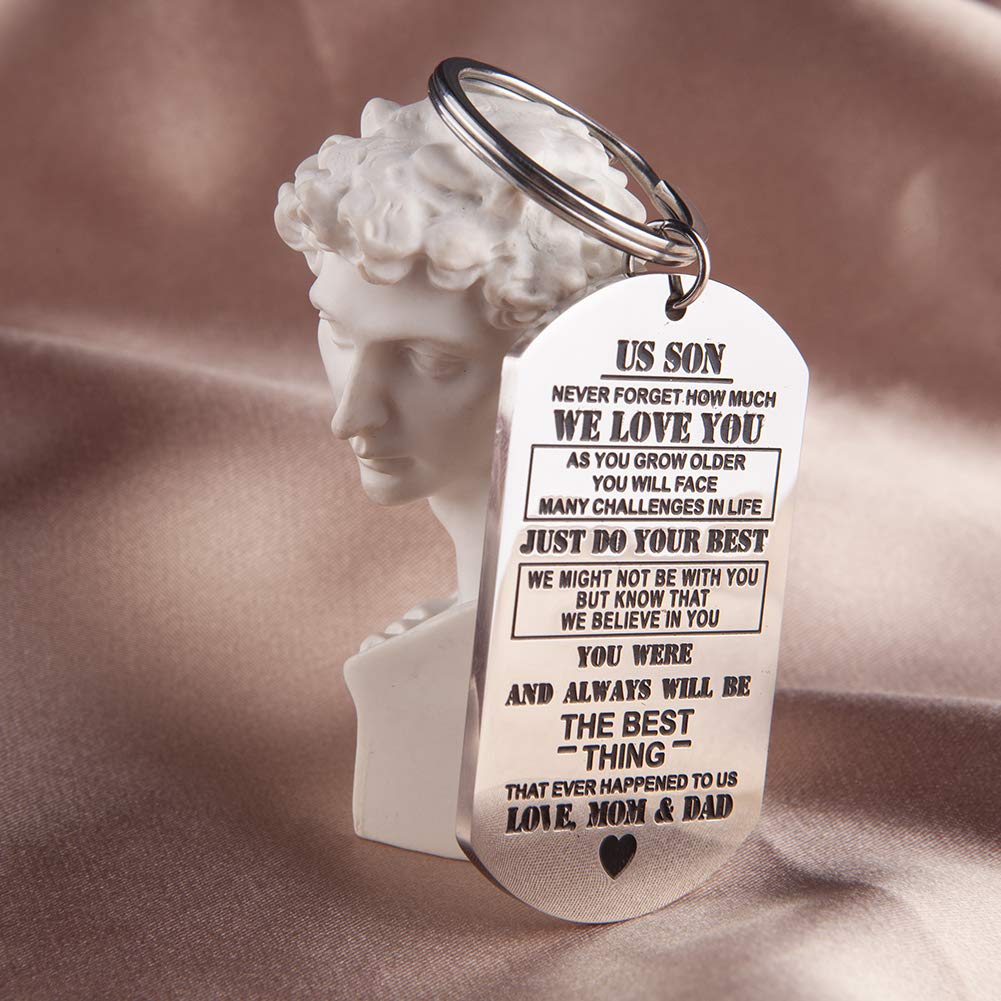 US SON
NEVER FORGET HOW MUCH
WE LOVE YOU
AS YOU GROW OLDER
YOU WILL FACE
MANY CHALLENGES IN LIFE
JUST DO YOUR BEST
WE MIGHT NOT BE WITH YOU
BUT KNOW THAT
WE BELIEVE IN YOU
YOU WERE
AND ALWAYS WILL BE
THE BEST
THING
THAT EVER HAPPENED TO US
LOVE, MOM & DAD